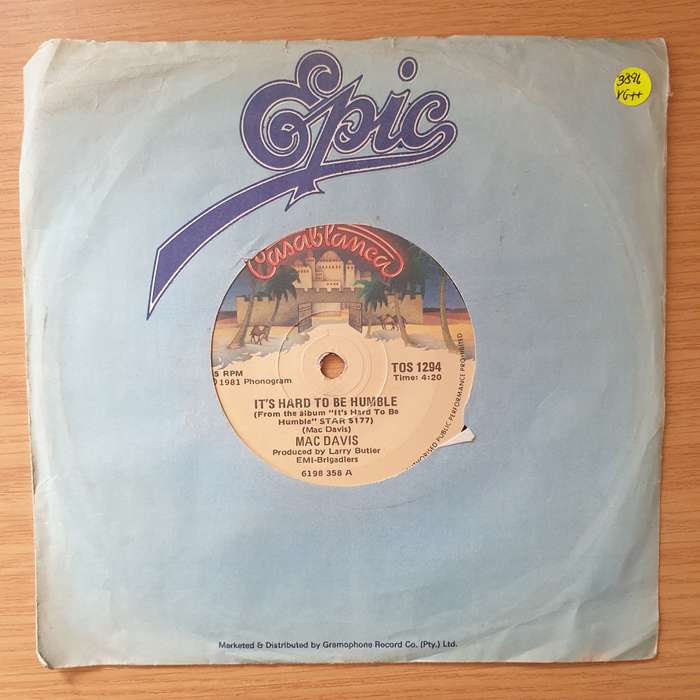 Epic
3396
VG++
Casablanca
5 RPM
1981 Phonogram
TOS 1294
Time: 4:20
IT'S HARD TO BE HUMBLE
(From the album "It's Hard To Be
Humble" STAR 5177)
(Mac Davis)
MAC DAVIS
Produced by Larry Butler
EMI-Brigadiers
6198 358 A
PUBLIC PERFORMANCE PROHIBITED
Marketed & Distributed by Gramophone Record Co. (Pty.) Ltd.